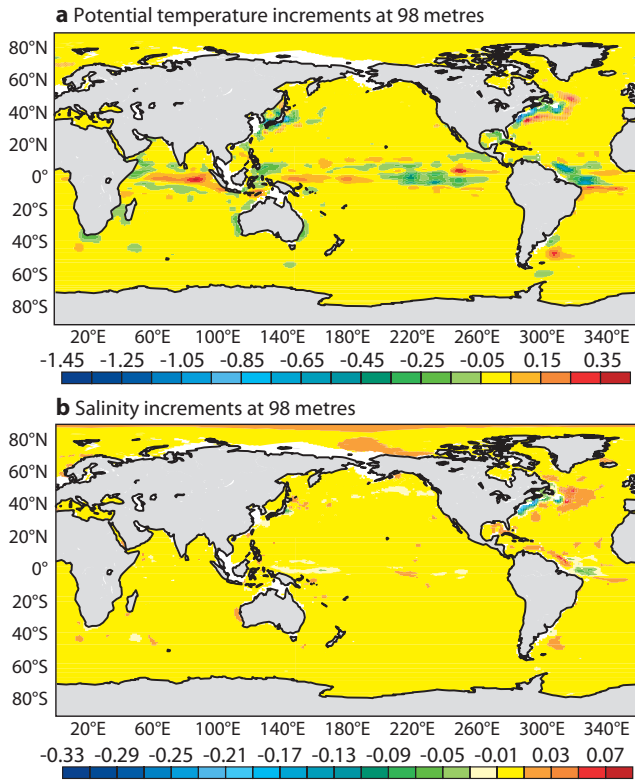 a Potential temperature increments at 98 metres
80°N
60°N
40°N
20°N
0°N
20°S
40°S
60°S
80°S
20°E 60°E 100°E 140°E 180°E 220°E 260°E 300°E 340°E
-1.45 -1.25 -1.05 -0.85 -0.65 -0.45 -0.25 -0.05 0.15 0.35
b Salinity increments at 98 metres
80°N
60°N
40°N
20°N
0°N
20°S
40°S
60°S
80°S
20°E 60°E 100°E 140°E 180°E 220°E 260°E 300°E 340°E
-0.33 -0.29 -0.25 -0.21 -0.17 -0.13 -0.09 -0.05 -0.01 0.03 0.07